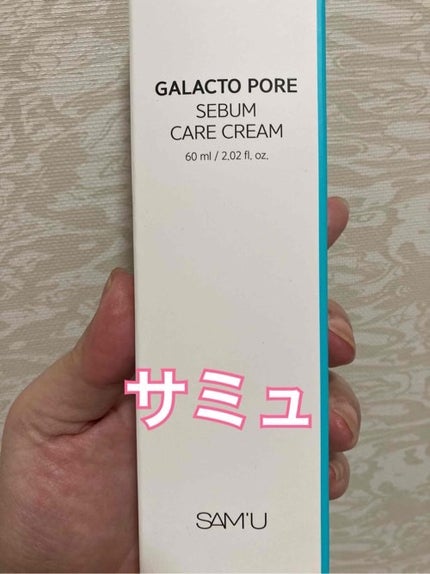 GALACTO PORE
SEBUM
CARE CREAM
60 ml / 2.02 fl. oz.
サミュ
SAM'U